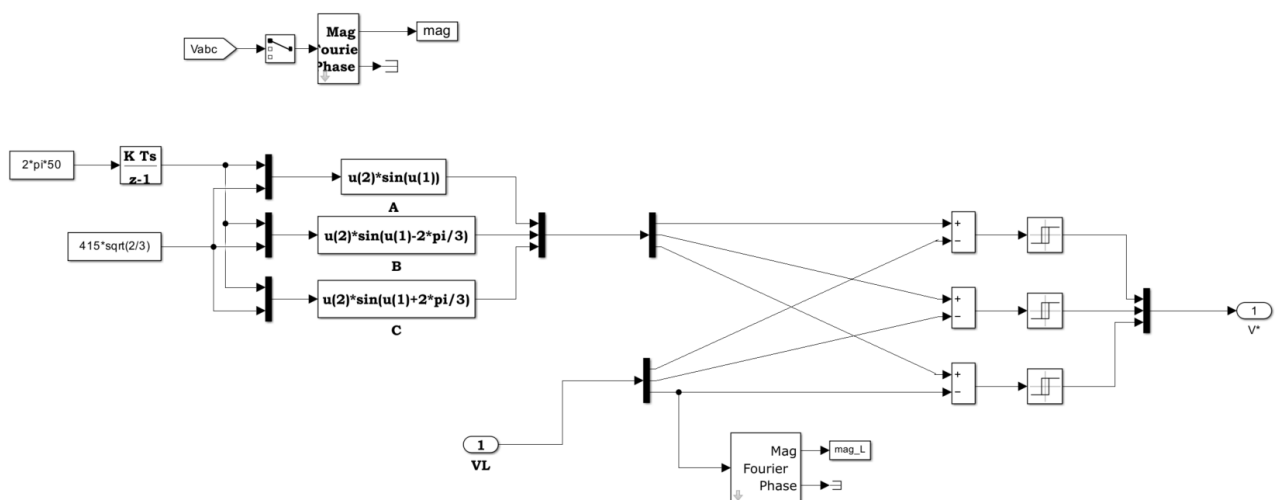 Vabc
Mag
Fourie
Phase
mag
2*pi*50
K Ts
z-1
415*sqrt(2/3)
u(2)*sin(u(1))
A
u(2)*sin(u(1)-2*pi/3)
B
u(2)*sin(u(1)+2*pi/3)
C
+
−
+
−
+
−
1
V*
1
VL
Mag
Fourier
Phase
mag_L